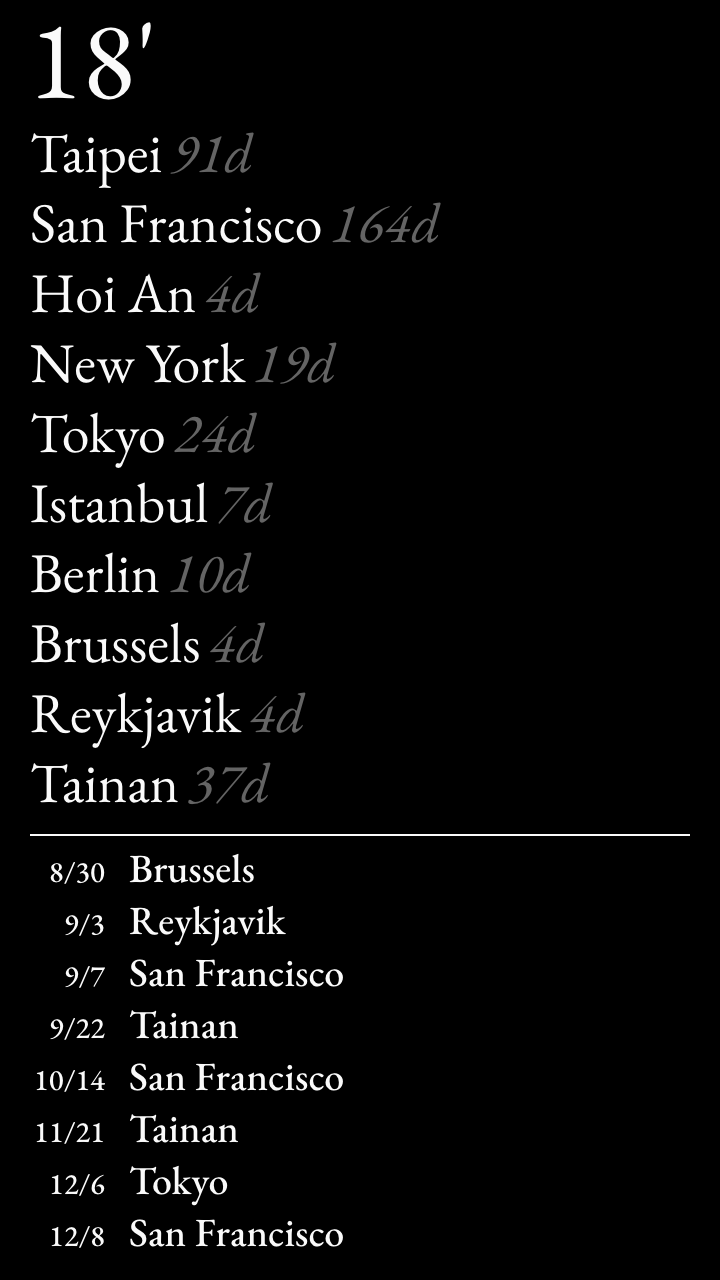 18'
Taipei 91d
San Francisco 164d
Hoi An 4d
New York 19d
Tokyo 24d
Istanbul 7d
Berlin 10d
Brussels 4d
Reykjavik 4d
Tainan 37d
8/30 Brussels
9/3 Reykjavik
9/7 San Francisco
9/22 Tainan
10/14 San Francisco
11/21 Tainan
12/6 Tokyo
12/8 San Francisco